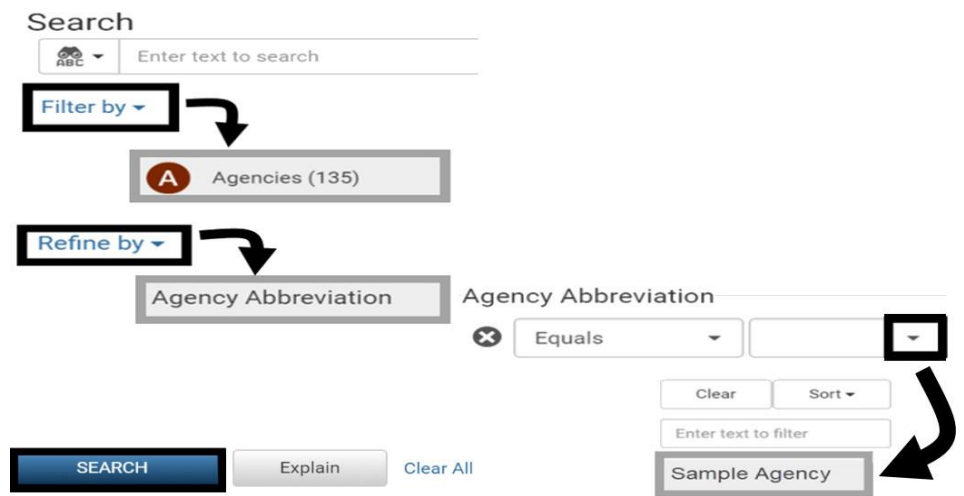 Search
ABC Enter text to search
Filter by
A Agencies (135)
Refine by
Agency Abbreviation
Agency Abbreviation
Equals
Clear Sort
Enter text to filter
Sample Agency
SEARCH Explain Clear All